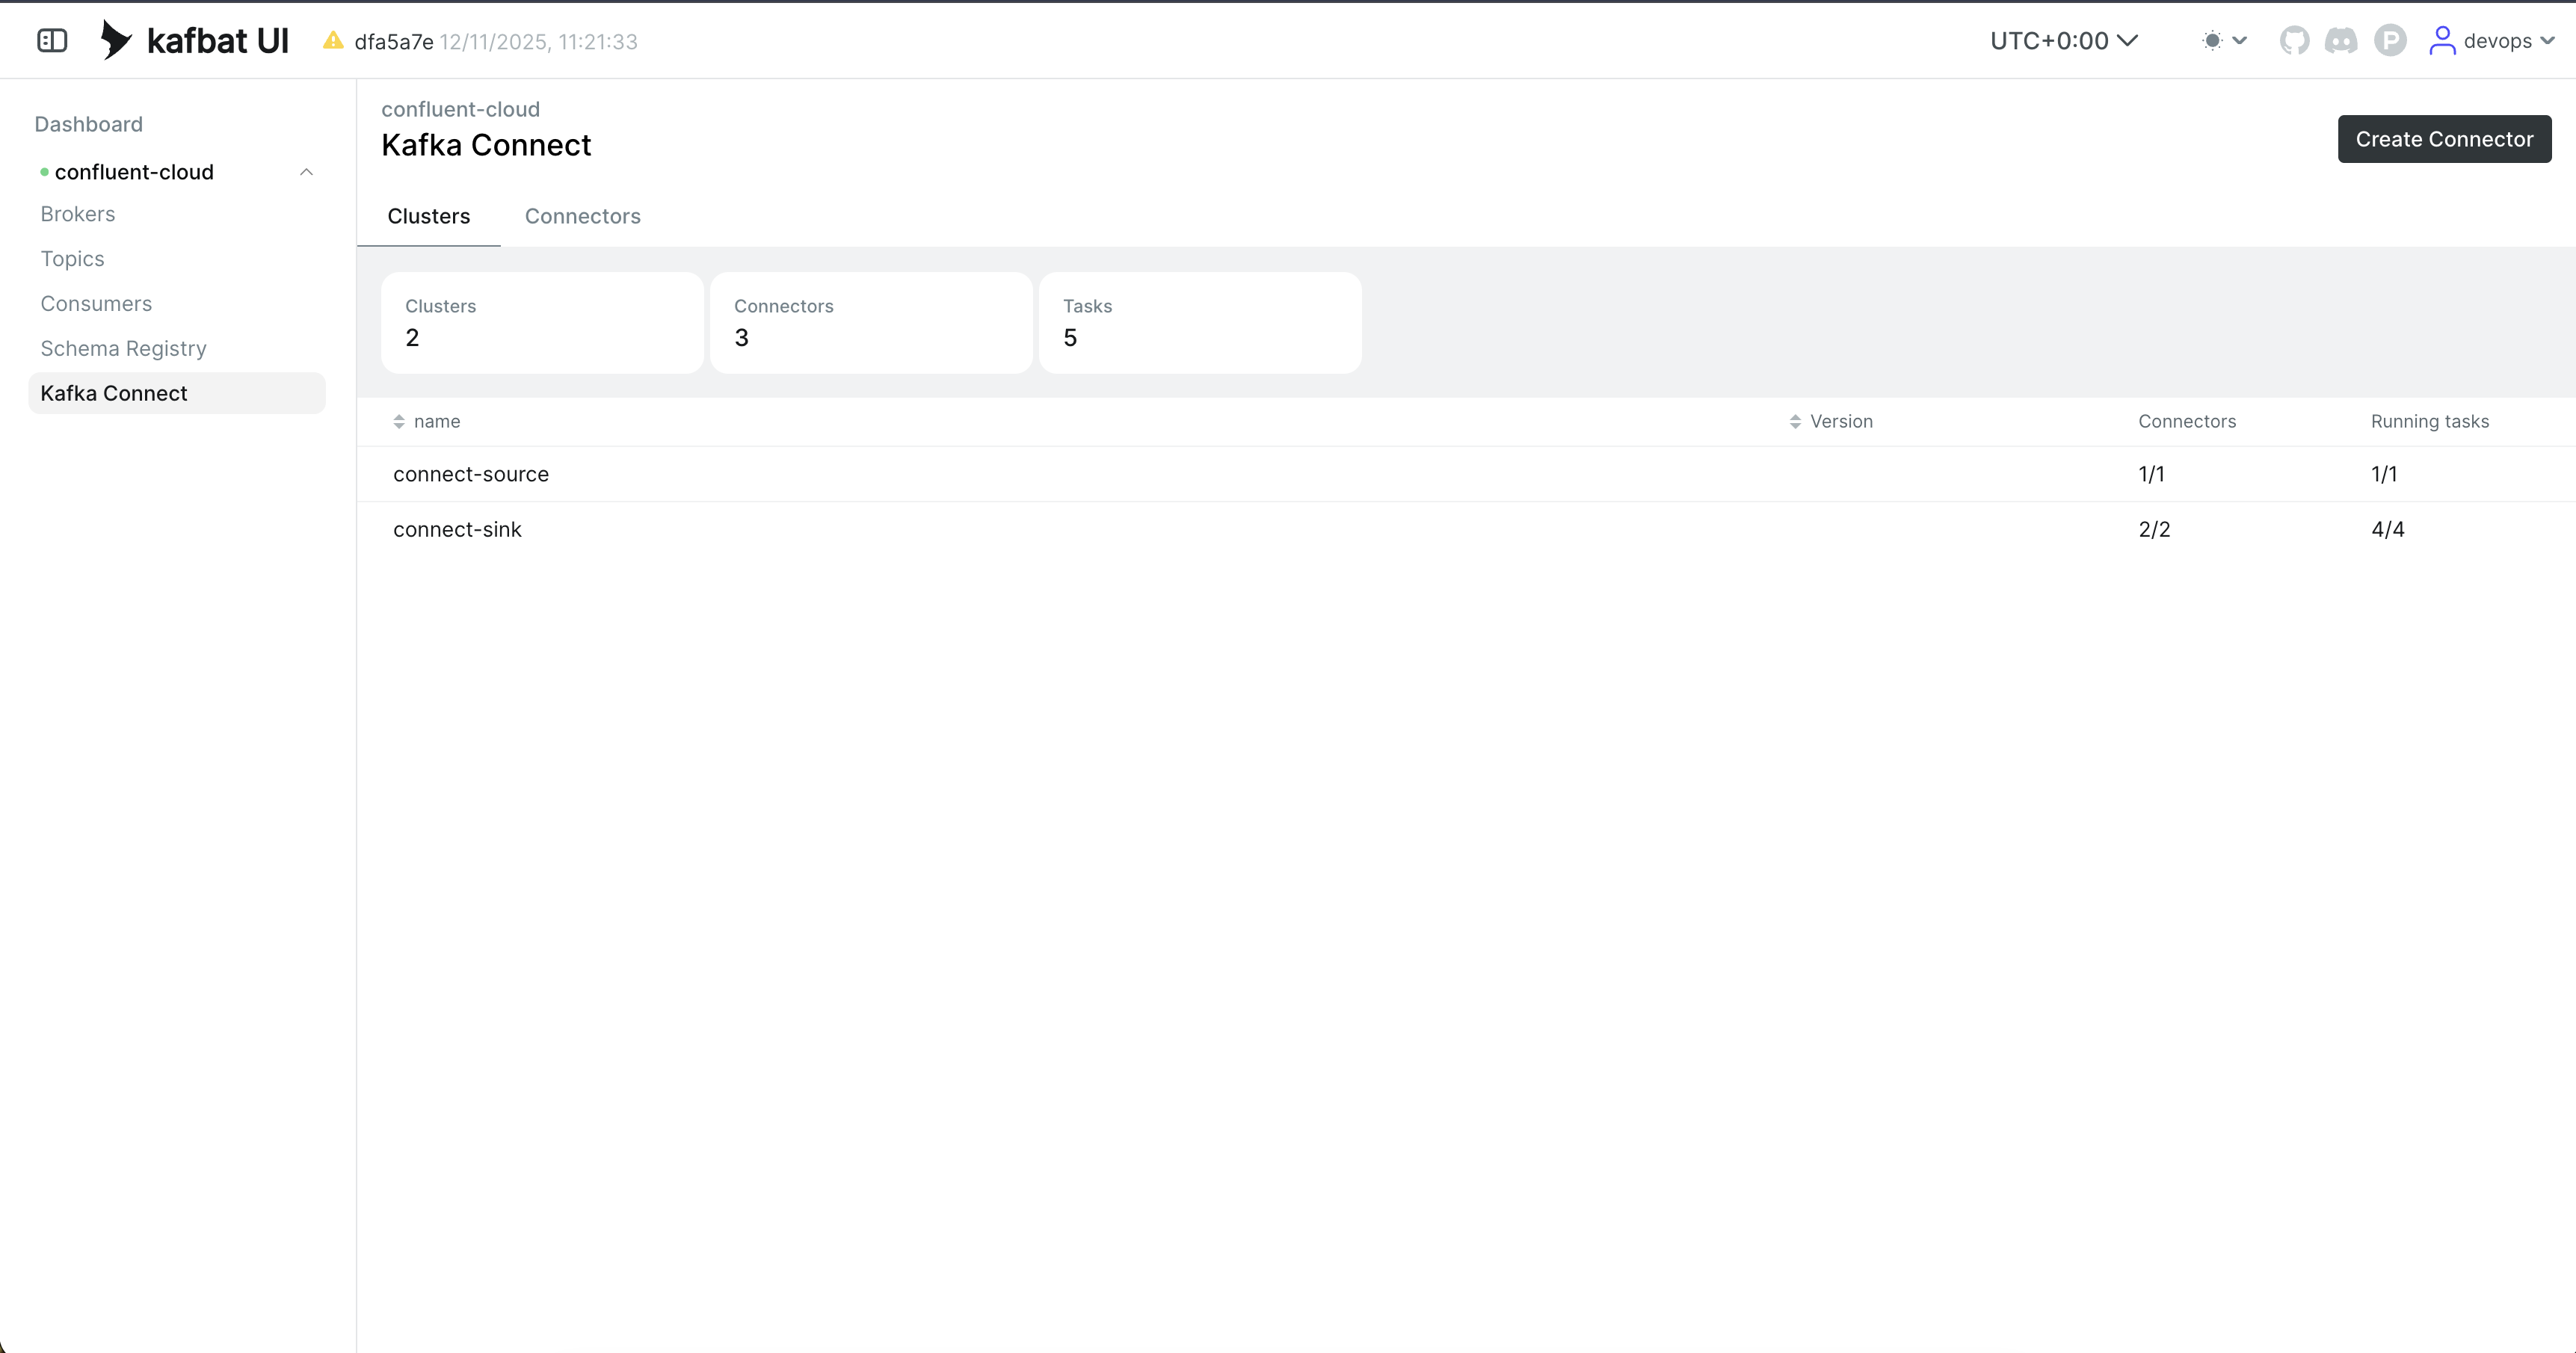 kafbat UI dfa5a7e 12/11/2025, 11:21:33 UTC+0:00 P devops
Dashboard
confluent-cloud
Brokers
Topics
Consumers
Schema Registry
Kafka Connect
confluent-cloud
Kafka Connect
Create Connector
Clusters Connectors
Clusters
2
Connectors
3
Tasks
5
name Version Connectors Running tasks
connect-source 1/1 1/1
connect-sink 2/2 4/4